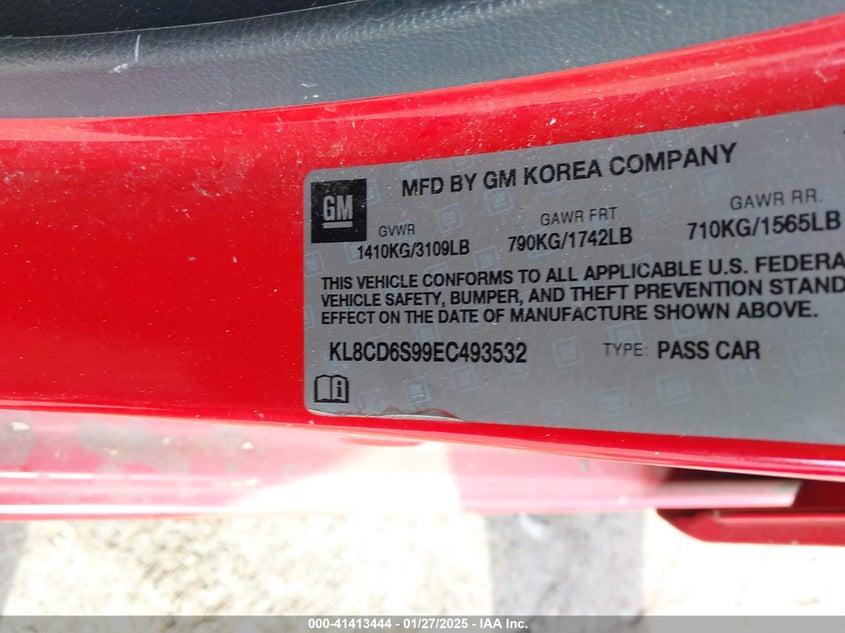 GM
MFD BY GM KOREA COMPANY
GVWR GAWR FRT. GAWR RR.
1410KG/3109LB 790KG/1742LB 710KG/1565LB
THIS VEHICLE CONFORMS TO ALL APPLICABLE U.S. FEDERA
VEHICLE SAFETY, BUMPER, AND THEFT PREVENTION STAND
EFFECT ON THE DATE OF MANUFACTURE SHOWN ABOVE.
KL8CD6S99EC493532 TYPE: PASS CAR
000-41413444 - 01/27/2025 - IAA Inc.